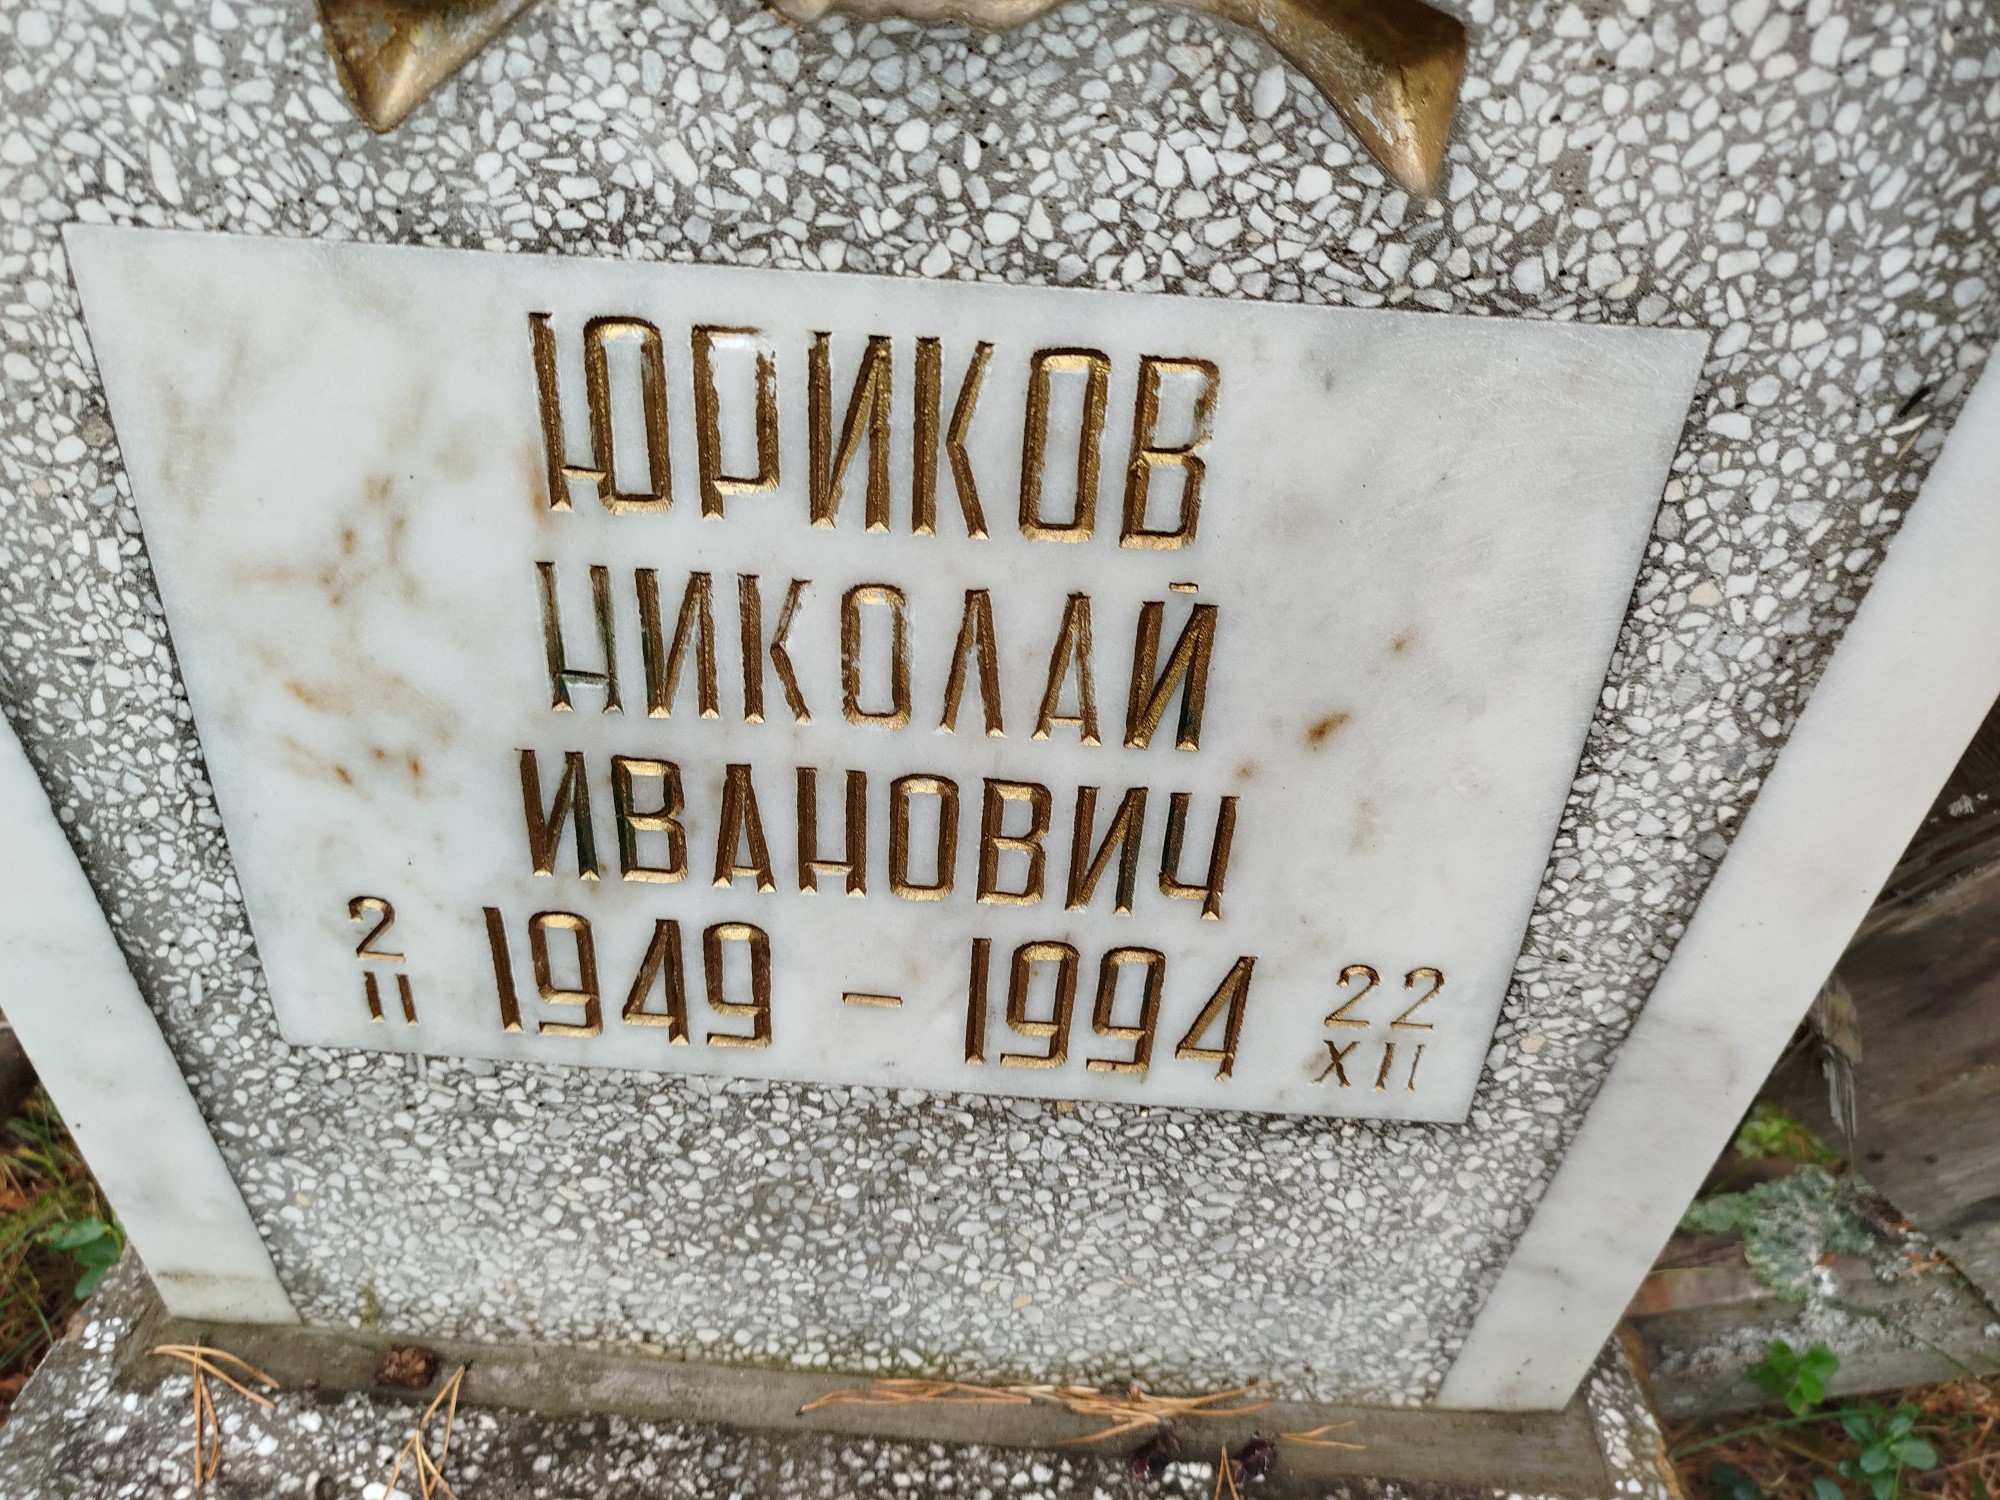 ЮРИКОВ
НИКОЛАЙ
ИВАНОВИЧ
2 1949 – 1994 22
II XII